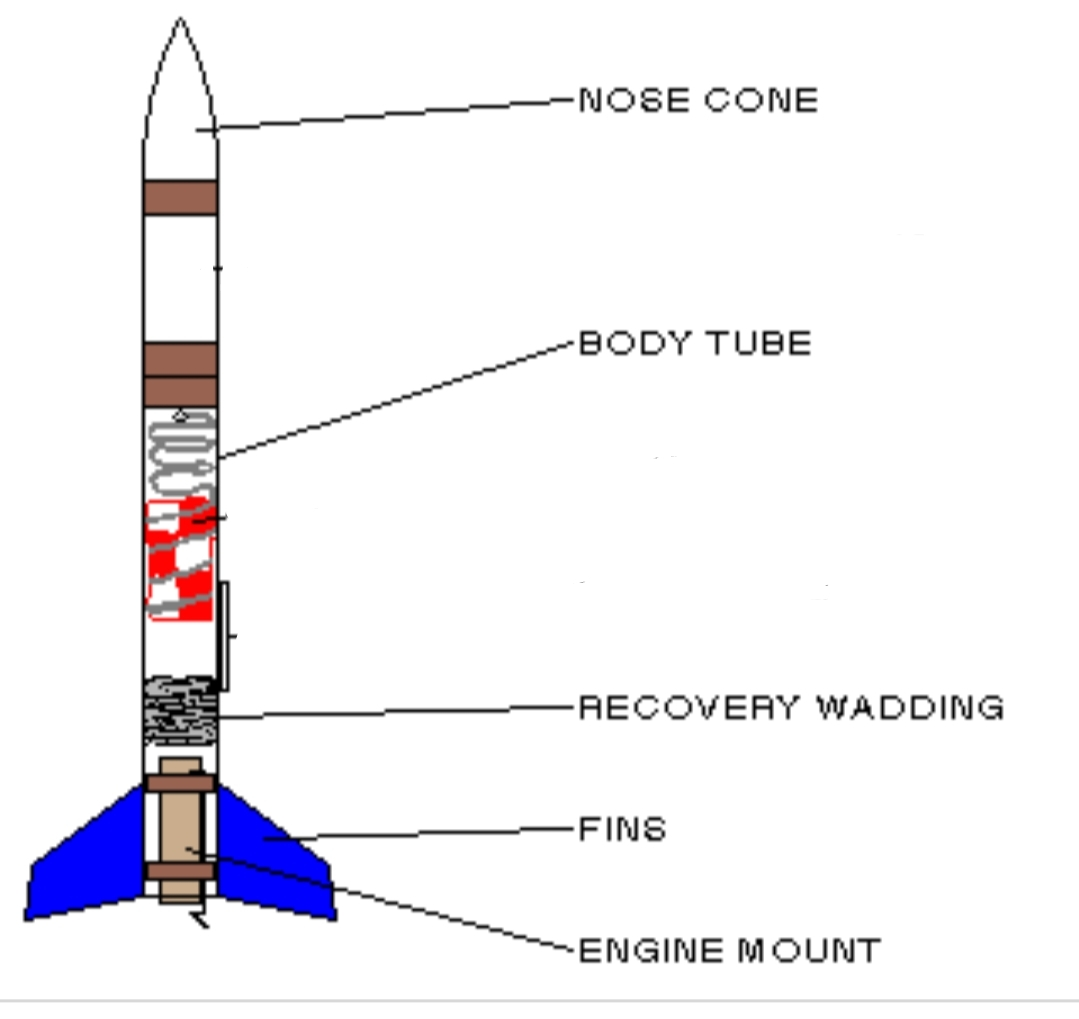 NOSE CONE
BODY TUBE
RECOVERY WADDING
FINS
ENGINE MOUNT